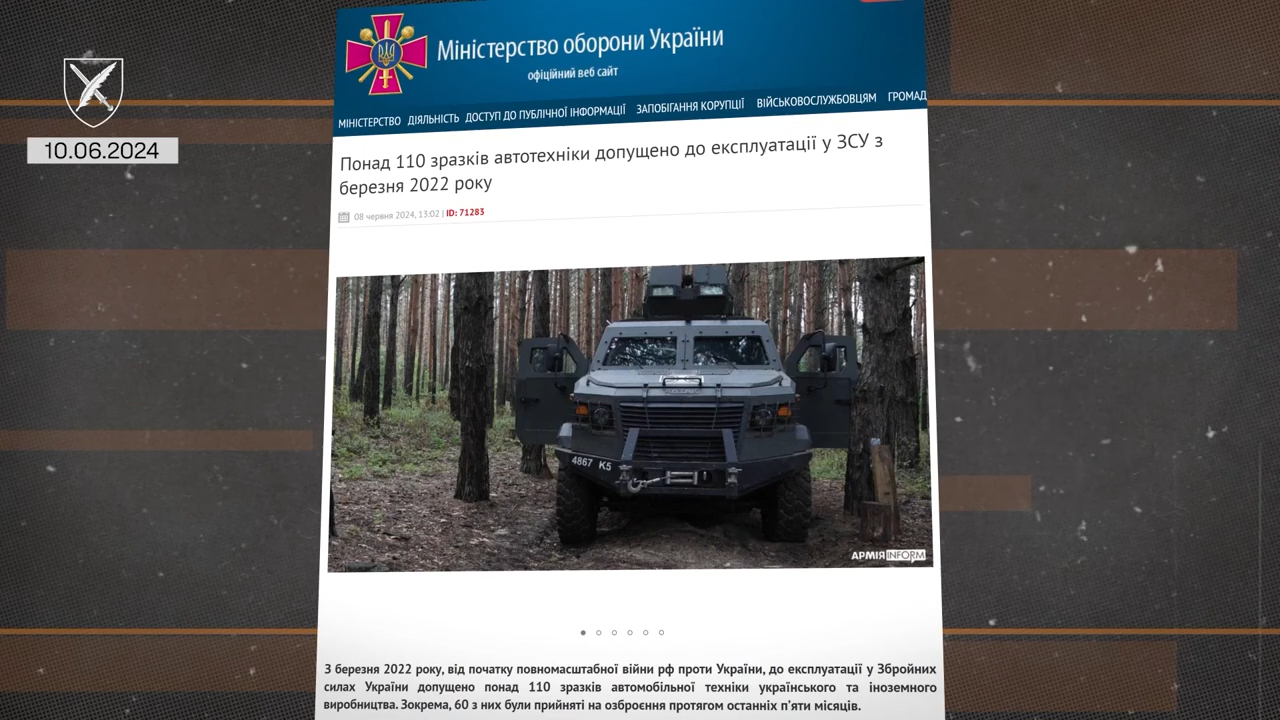 10.06.2024
Міністерство оборони України
офіційний веб сайт
МІНІСТЕРСТВО ДІЯЛЬНІСТЬ ДОСТУП ДО ПУБЛІЧНОЇ ІНФОРМАЦІЇ ЗАПОБІГАННЯ КОРУПЦІЇ ВІЙСЬКОВОСЛУЖБОВЦЯМ ГРОМАД
Понад 110 зразків автотехніки допущено до експлуатації у ЗСУ з
березня 2022 року
08 червня 2024, 13:02 | ID: 71283
4867 K5
АРМІЯINFORM
З березня 2022 року, від початку повномасштабної війни рф проти України, до експлуатації у Збройних
силах України допущено понад 110 зразків автомобільної техніки українського та іноземного
виробництва. Зокрема, 60 з них були прийняті на озброєння протягом останніх п’яти місяців.